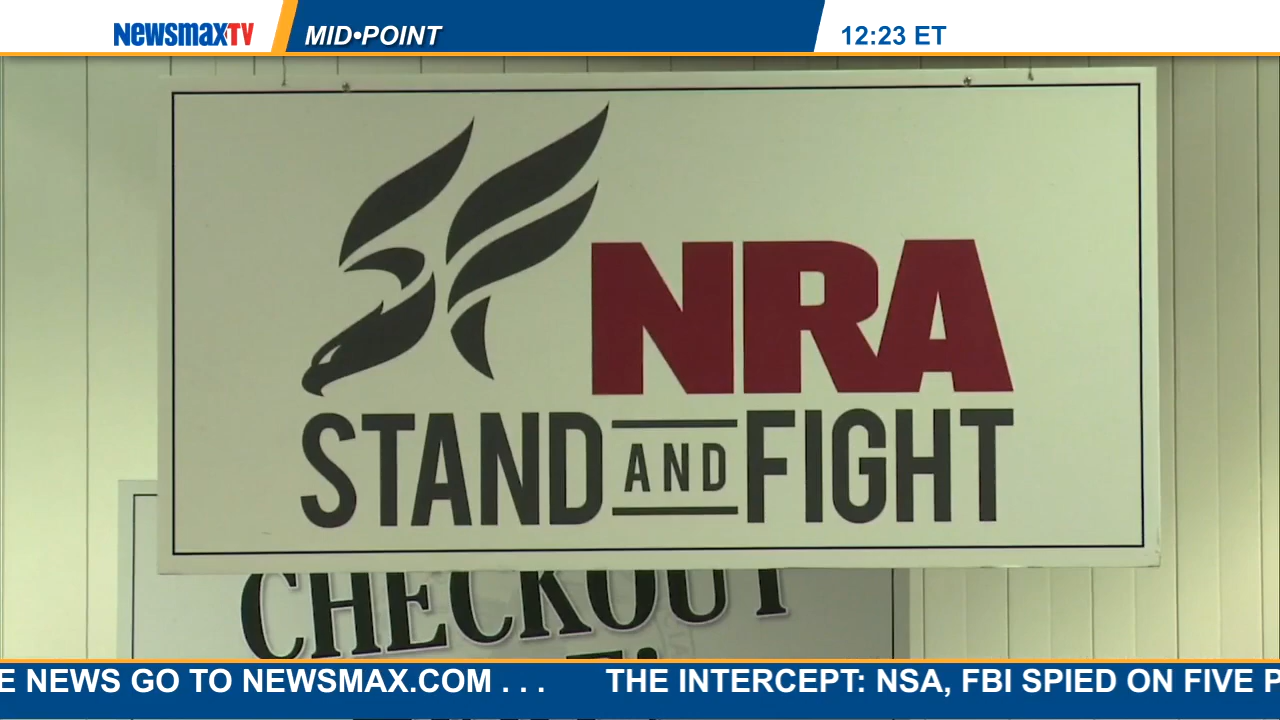 NEWSMAXTV
MID•POINT
12:23 ET
NRA
STAND AND FIGHT
CHECKOUT
E NEWS GO TO NEWSMAX.COM . . . THE INTERCEPT: NSA, FBI SPIED ON FIVE P